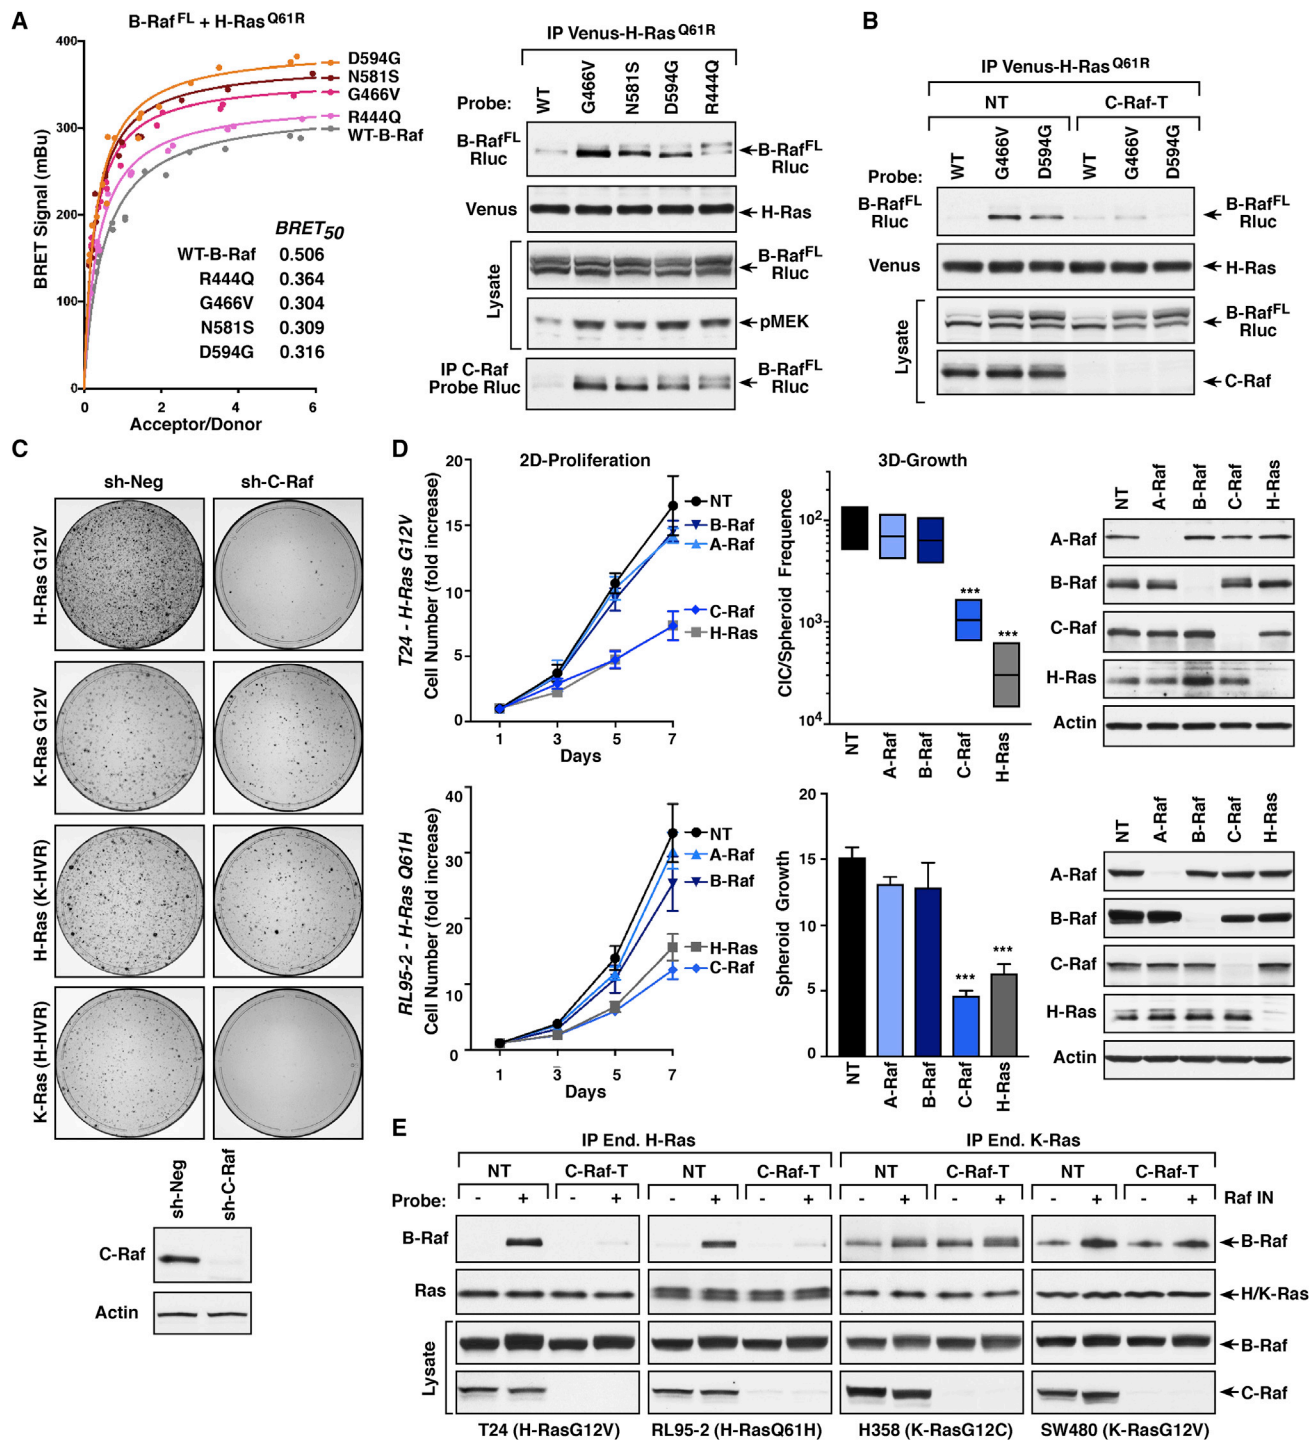 A
B-Raf^FL + H-Ras^Q61R
400
300
200
100
0
BRET Signal (mBu)
0 2 4 6
Acceptor/Donor
D594G
N581S
G466V
R444Q
WT-B-Raf
BRET50
WT-B-Raf 0.506
R444Q 0.364
G466V 0.304
N581S 0.309
D594G 0.316
IP Venus-H-Ras^Q61R
Probe: WT G466V N581S D594G R444Q
B-Raf^FL Rluc
B-Raf^FL Rluc
Venus
H-Ras
Lysate
B-Raf^FL Rluc
pMEK
IP C-Raf
Probe Rluc
B-Raf^FL Rluc
B
IP Venus-H-Ras^Q61R
NT C-Raf-T
Probe: WT G466V D594G WT G466V D594G
B-Raf^FL Rluc
B-Raf^FL Rluc
Venus
H-Ras
Lysate
B-Raf^FL Rluc
C-Raf
C
sh-Neg sh-C-Raf
H-Ras G12V
K-Ras G12V
H-Ras (K-HVR)
K-Ras (H-HVR)
sh-Neg sh-C-Raf
C-Raf
Actin
D
2D-Proliferation
T24 - H-Ras G12V
Cell Number (fold increase)
20
15
10
5
0
1 3 5 7
Days
NT
B-Raf
A-Raf
C-Raf
H-Ras
3D-Growth
CIC/Spheroid Frequence
10^2
10^3
10^4
***
***
NT A-Raf B-Raf C-Raf H-Ras
NT A-Raf B-Raf C-Raf H-Ras
A-Raf
B-Raf
C-Raf
H-Ras
Actin
RL95-2 - H-Ras Q61H
Cell Number (fold increase)
40
30
20
10
0
1 3 5 7
Days
NT
A-Raf
B-Raf
H-Ras
C-Raf
Spheroid Growth
20
15
10
5
0
***
***
NT A-Raf B-Raf C-Raf H-Ras
NT A-Raf B-Raf C-Raf H-Ras
A-Raf
B-Raf
C-Raf
H-Ras
Actin
E
IP End. H-Ras IP End. K-Ras
NT C-Raf-T NT C-Raf-T NT C-Raf-T NT C-Raf-T
Probe: - + - + - + - + - + - + - + - + Raf IN
B-Raf
B-Raf
Ras
H/K-Ras
Lysate
B-Raf
C-Raf
T24 (H-RasG12V) RL95-2 (H-RasQ61H) H358 (K-RasG12C) SW480 (K-RasG12V)